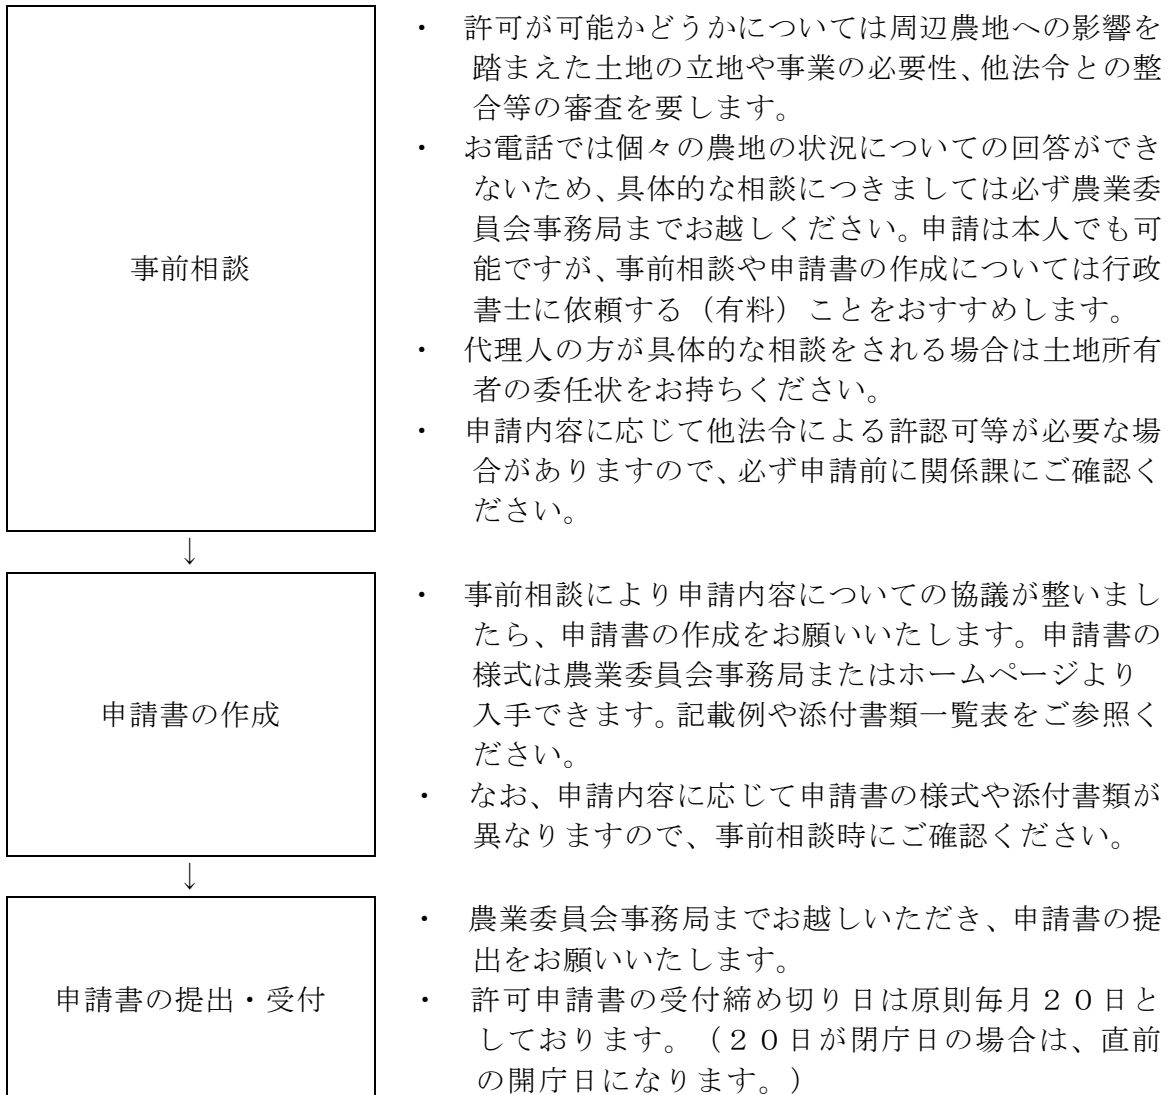 事前相談
・ 許可が可能かどうかについては周辺農地への影響を
踏まえた土地の立地や事業の必要性、他法令との整
合等の審査を要します。
・ お電話では個々の農地の状況についての回答ができ
ないため、具体的な相談につきましては必ず農業委
員会事務局までお越しください。申請は本人でも可
能ですが、事前相談や申請書の作成については行政
書士に依頼する（有料）ことをおすすめします。
・ 代理人の方が具体的な相談をされる場合は土地所有
者の委任状をお持ちください。
・ 申請内容に応じて他法令による許認可等が必要な場
合がありますので、必ず申請前に関係課にご確認く
ださい。
↓
申請書の作成
・ 事前相談により申請内容についての協議が整いまし
たら、申請書の作成をお願いいたします。申請書の
様式は農業委員会事務局またはホームページより
入手できます。記載例や添付書類一覧表をご参照く
ださい。
・ なお、申請内容に応じて申請書の様式や添付書類が
異なりますので、事前相談時にご確認ください。
↓
申請書の提出・受付
・ 農業委員会事務局までお越しいただき、申請書の提
出をお願いいたします。
・ 許可申請書の受付締め切り日は原則毎月２０日と
しております。（２０日が閉庁日の場合は、直前
の開庁日になります。）